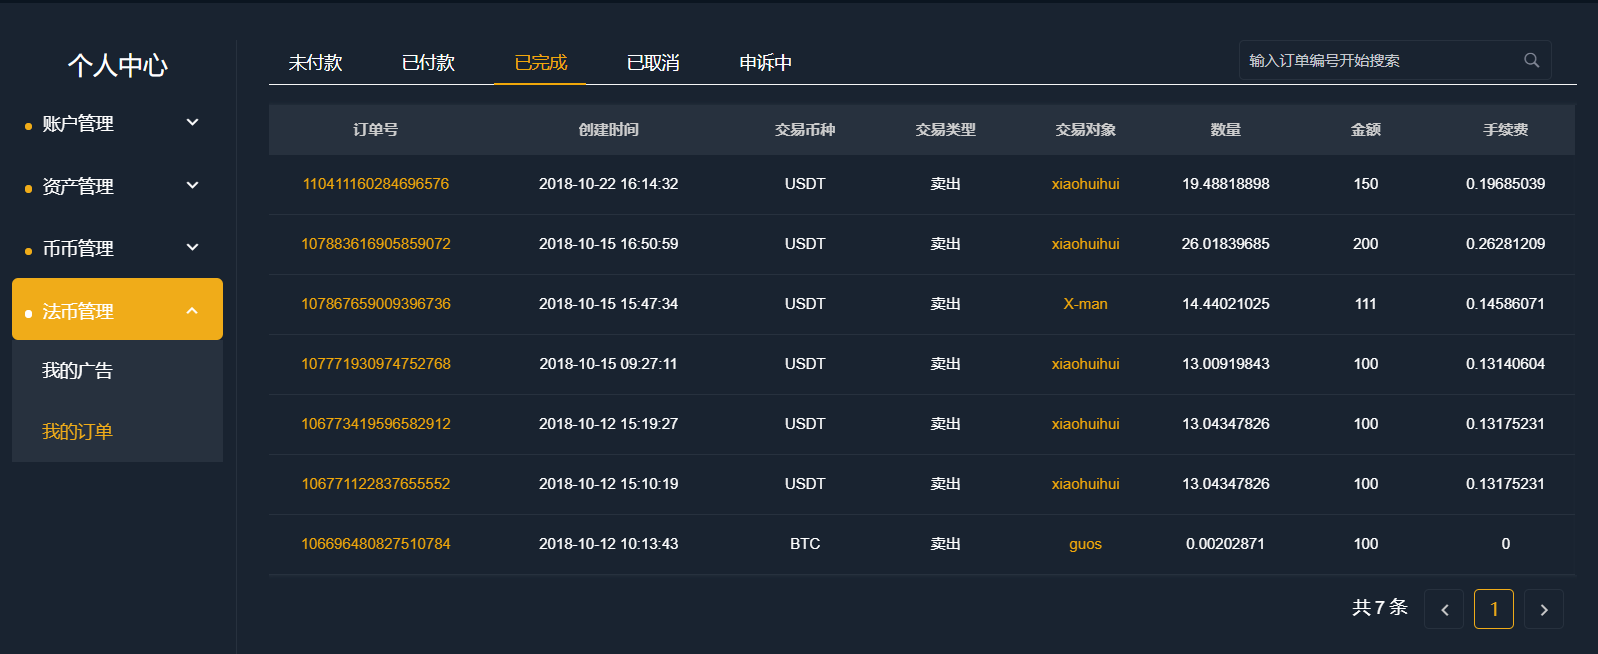 个人中心
账户管理
资产管理
币币管理
法币管理
我的广告
我的订单
未付款 已付款 已完成 已取消 申诉中
输入订单编号开始搜索
订单号 创建时间 交易币种 交易类型 交易对象 数量 金额 手续费
110411160284696576 2018-10-22 16:14:32 USDT 卖出 xiaohuihui 19.48818898 150 0.19685039
107883616905859072 2018-10-15 16:50:59 USDT 卖出 xiaohuihui 26.01839685 200 0.26281209
107867659009396736 2018-10-15 15:47:34 USDT 卖出 X-man 14.44021025 111 0.14586071
107771930974752768 2018-10-15 09:27:11 USDT 卖出 xiaohuihui 13.00919843 100 0.13140604
106773419596582912 2018-10-12 15:19:27 USDT 卖出 xiaohuihui 13.04347826 100 0.13175231
106771122837655552 2018-10-12 15:10:19 USDT 卖出 xiaohuihui 13.04347826 100 0.13175231
106696480827510784 2018-10-12 10:13:43 BTC 卖出 guos 0.00202871 100 0
共 7 条 1